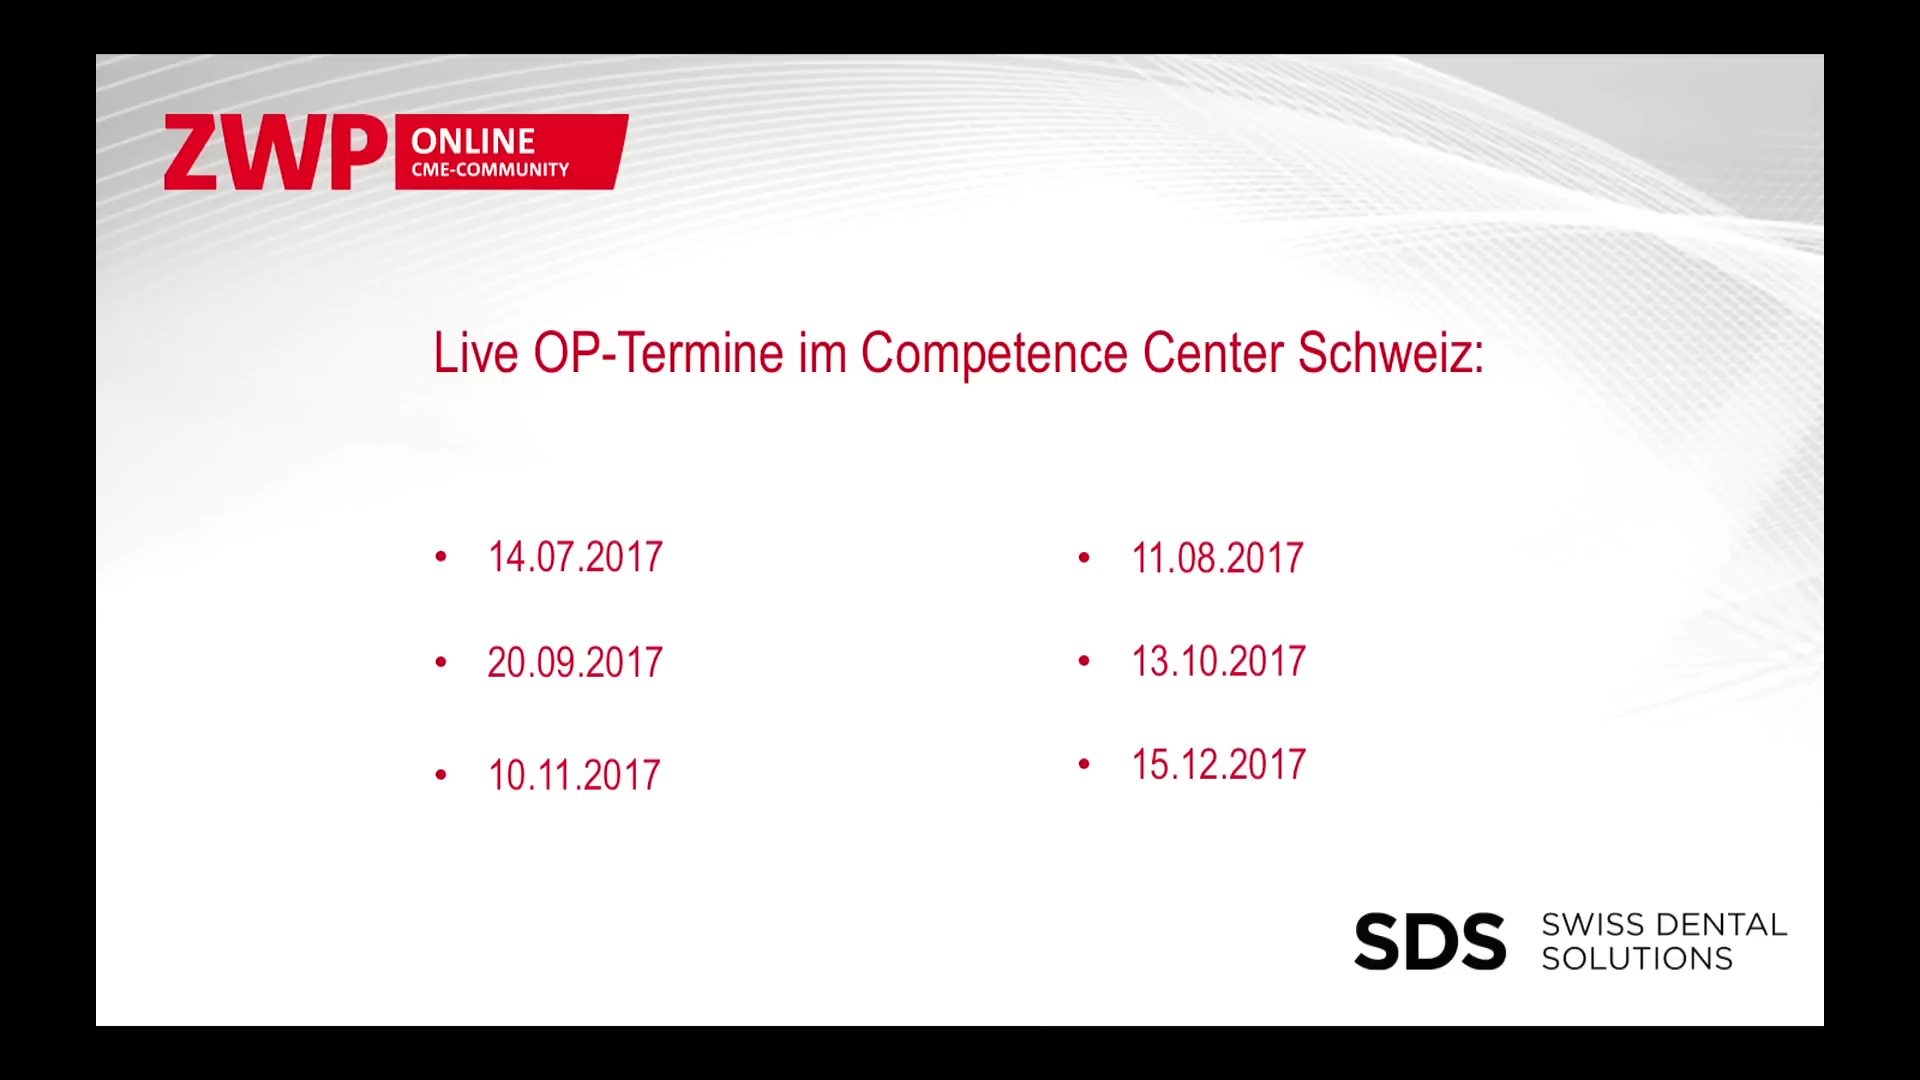 ZWP ONLINE
CME-COMMUNITY
Live OP-Termine im Competence Center Schweiz:
• 14.07.2017
• 11.08.2017
• 20.09.2017
• 13.10.2017
• 10.11.2017
• 15.12.2017
SDS SWISS DENTAL
SOLUTIONS